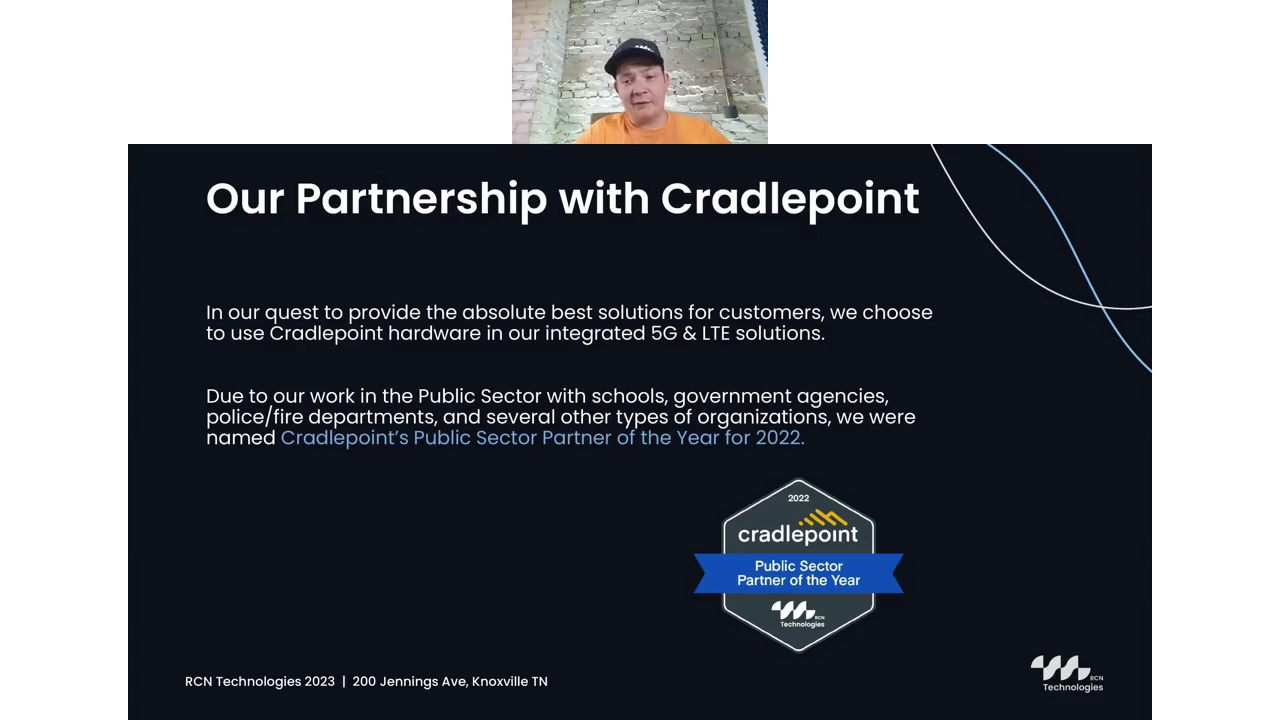 Our Partnership with Cradlepoint
In our quest to provide the absolute best solutions for customers, we choose
to use Cradlepoint hardware in our integrated 5G & LTE solutions.
Due to our work in the Public Sector with schools, government agencies,
police/fire departments, and several other types of organizations, we were
named Cradlepoint's Public Sector Partner of the Year for 2022.
2022
cradlepoint
Public Sector
Partner of the Year
RCN
Technologies
RCN Technologies 2023 | 200 Jennings Ave, Knoxville TN
RCN
Technologies